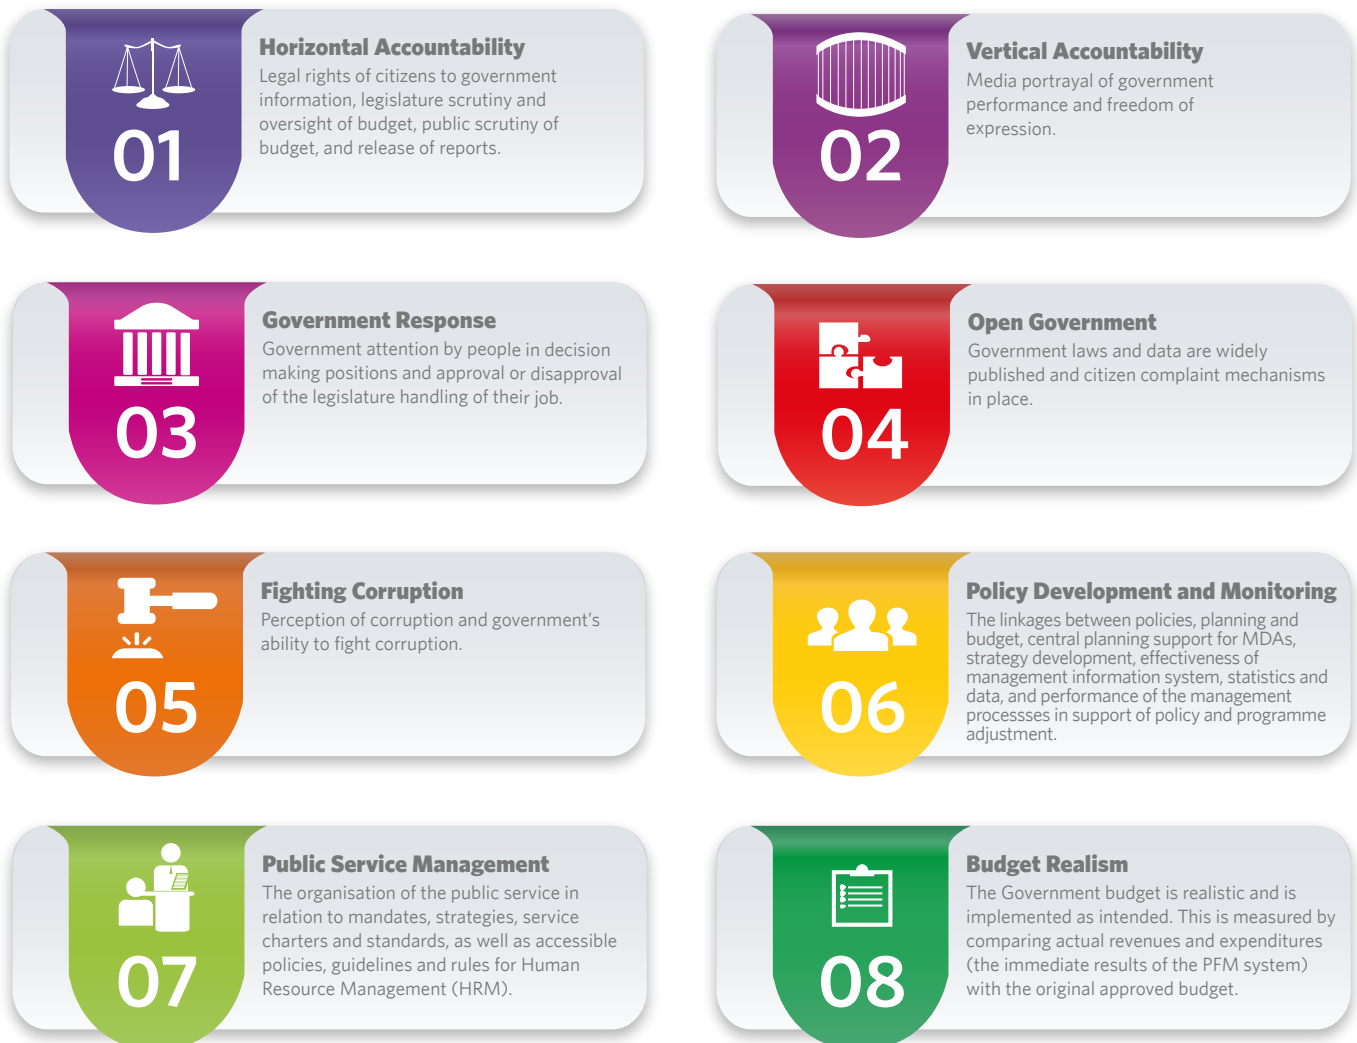 01
Horizontal Accountability
Legal rights of citizens to government
information, legislature scrutiny and
oversight of budget, public scrutiny of
budget, and release of reports.
02
Vertical Accountability
Media portrayal of government
performance and freedom of
expression.
03
Government Response
Government attention by people in decision
making positions and approval or disapproval
of the legislature handling of their job.
04
Open Government
Government laws and data are widely
published and citizen complaint mechanisms
in place.
05
Fighting Corruption
Perception of corruption and government’s
ability to fight corruption.
06
Policy Development and Monitoring
The linkages between policies, planning and
budget, central planning support for MDAs,
strategy development, effectiveness of
management information system, statistics and
data, and performance of the management
processses in support of policy and programme
adjustment.
07
Public Service Management
The organisation of the public service in
relation to mandates, strategies, service
charters and standards, as well as accessible
policies, guidelines and rules for Human
Resource Management (HRM).
08
Budget Realism
The Government budget is realistic and is
implemented as intended. This is measured by
comparing actual revenues and expenditures
(the immediate results of the PFM system)
with the original approved budget.